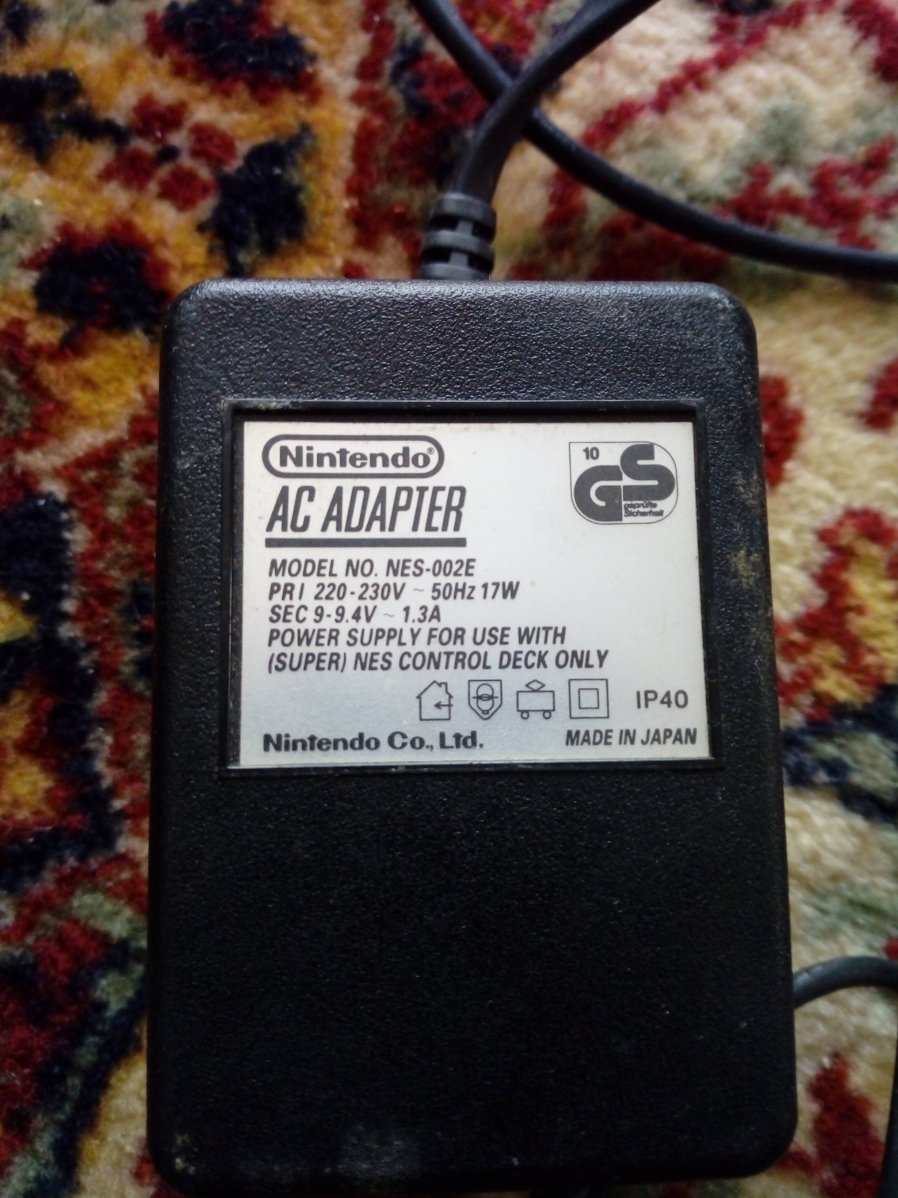 Nintendo®
10
GS
geprüfte
Sicherheit
AC ADAPTER
MODEL NO. NES-002E
PRI 220-230V ~ 50Hz 17W
SEC 9-9.4V ~ 1.3A
POWER SUPPLY FOR USE WITH
(SUPER) NES CONTROL DECK ONLY
IP40
Nintendo Co., Ltd.
MADE IN JAPAN